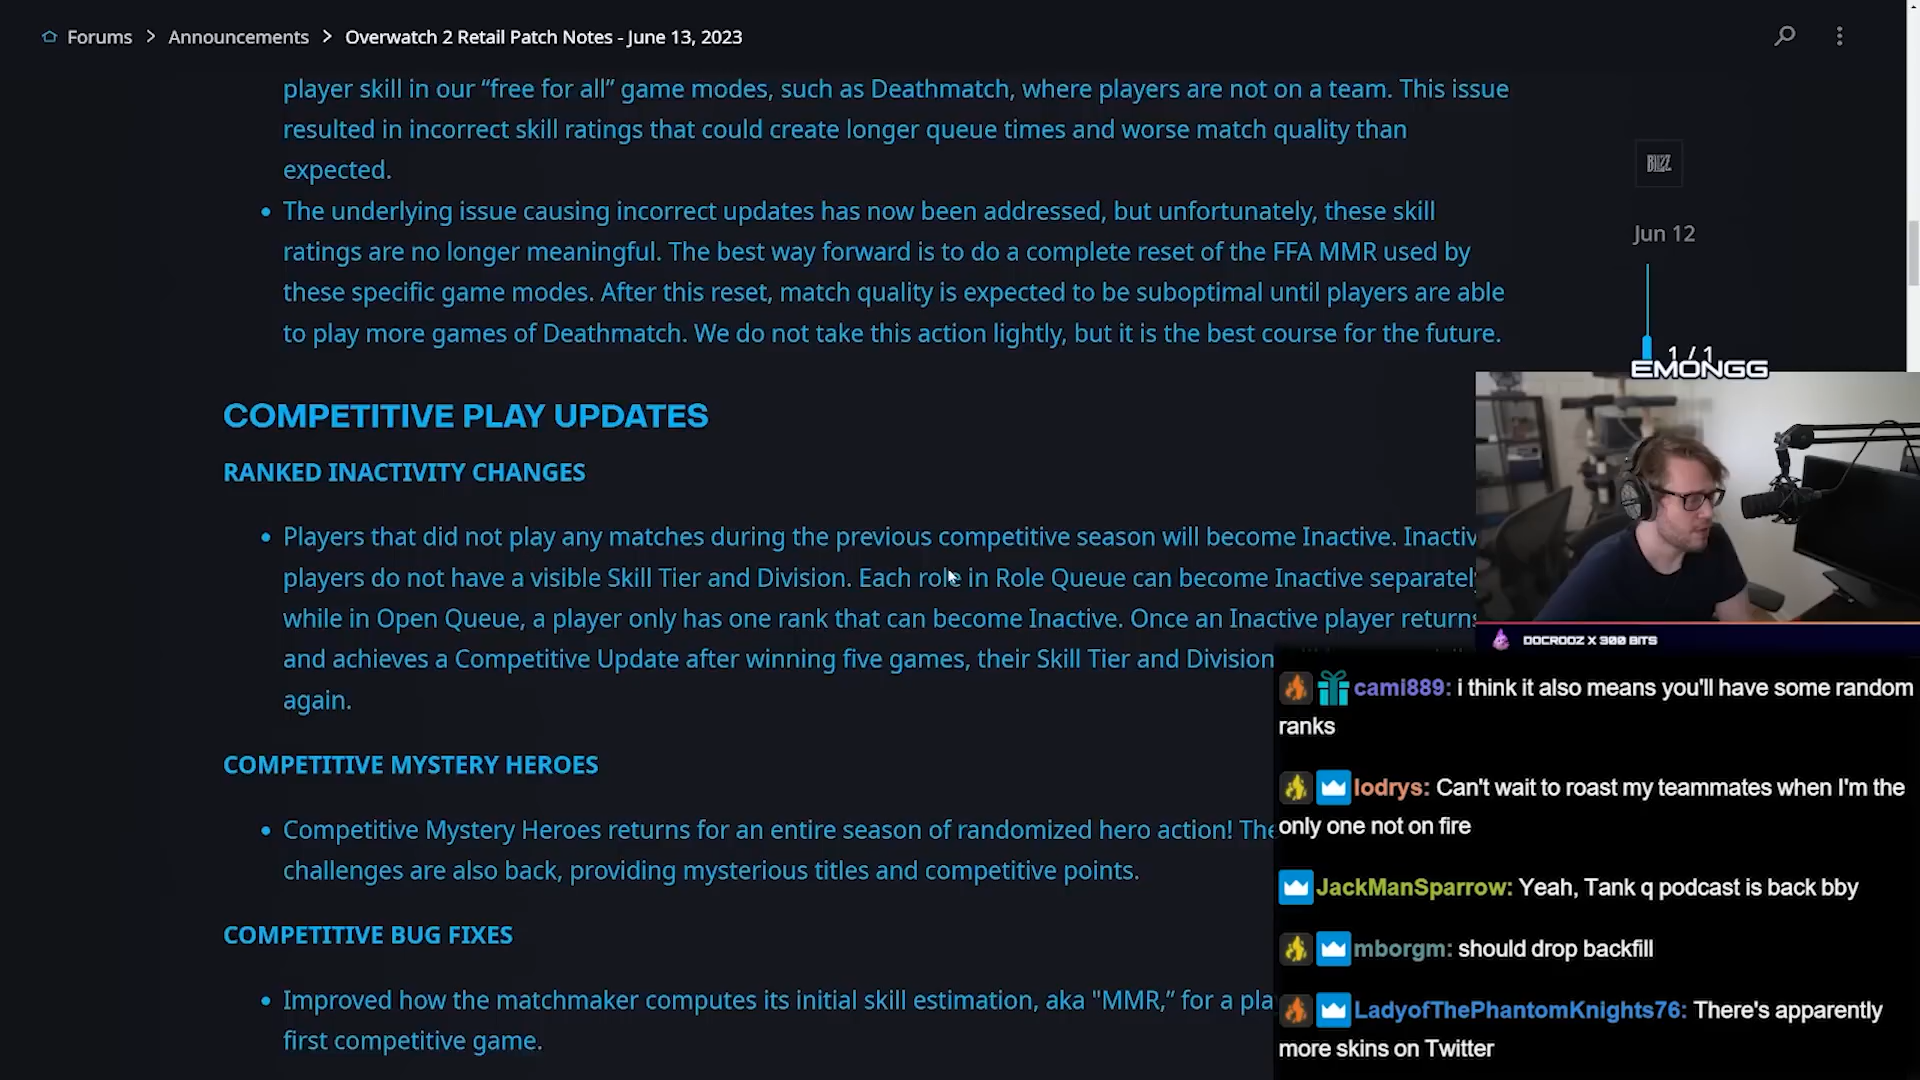 Forums > Announcements > Overwatch 2 Retail Patch Notes - June 13, 2023
player skill in our “free for all” game modes, such as Deathmatch, where players are not on a team. This issue
resulted in incorrect skill ratings that could create longer queue times and worse match quality than
expected.
• The underlying issue causing incorrect updates has now been addressed, but unfortunately, these skill
ratings are no longer meaningful. The best way forward is to do a complete reset of the FFA MMR used by
these specific game modes. After this reset, match quality is expected to be suboptimal until players are able
to play more games of Deathmatch. We do not take this action lightly, but it is the best course for the future.
BLIZZ
Jun 12
1 / 1
EMONGG
COMPETITIVE PLAY UPDATES
RANKED INACTIVITY CHANGES
• Players that did not play any matches during the previous competitive season will become Inactive. Inactiv
players do not have a visible Skill Tier and Division. Each role in Role Queue can become Inactive separatel
while in Open Queue, a player only has one rank that can become Inactive. Once an Inactive player returns
and achieves a Competitive Update after winning five games, their Skill Tier and Division
again.
COMPETITIVE MYSTERY HEROES
• Competitive Mystery Heroes returns for an entire season of randomized hero action! The
challenges are also back, providing mysterious titles and competitive points.
COMPETITIVE BUG FIXES
• Improved how the matchmaker computes its initial skill estimation, aka "MMR,” for a pla
first competitive game.
DOCROOZ X 300 BITS
cami889: i think it also means you'll have some random
ranks
lodrys: Can't wait to roast my teammates when I'm the
only one not on fire
JackManSparrow: Yeah, Tank q podcast is back bby
mborgm: should drop backfill
LadyofThePhantomKnights76: There's apparently
more skins on Twitter